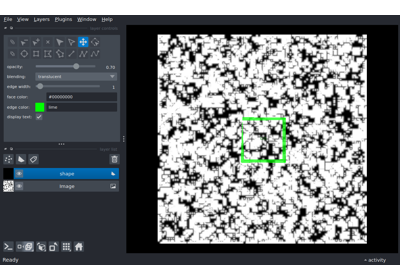 File View Layers Plugins Window Help
opacity: 0.70
blending: translucent
edge width: 1
face color: #00000000
edge color: lime
display text:
shape
Image
Ready
activity